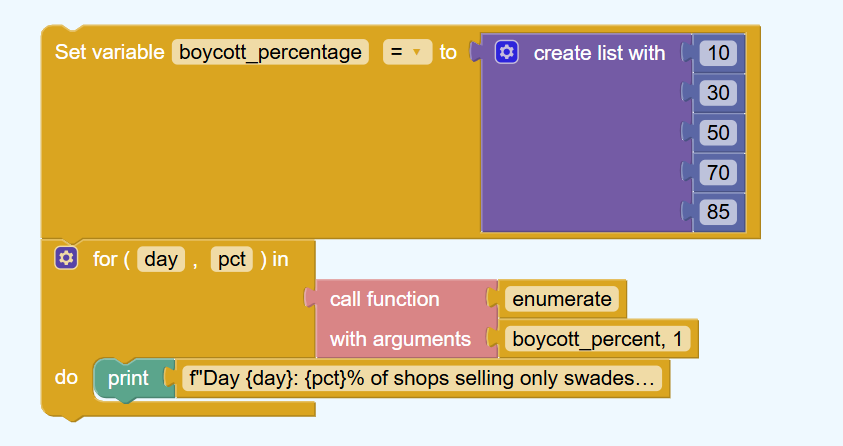 Set variable boycott_percentage = to create list with 10
30
50
70
85
for ( day , pct ) in
call function enumerate
with arguments boycott_percent, 1
do print f"Day {day}: {pct}% of shops selling only swades…